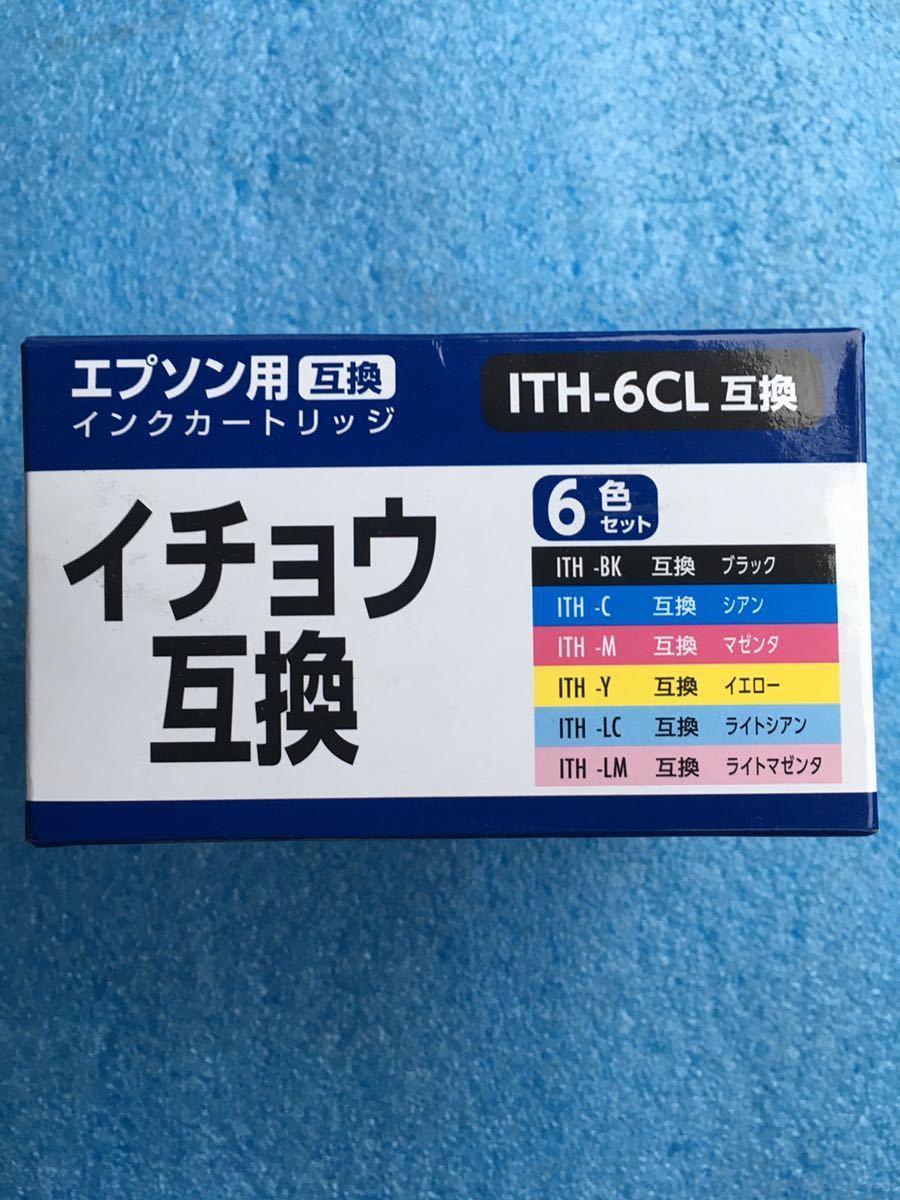 エプソン用 互換
インクカートリッジ
ITH-6CL 互換
イチョウ
互換
6色セット
ITH -BK 互換 ブラック
ITH -C 互換 シアン
ITH -M 互換 マゼンタ
ITH -Y 互換 イエロー
ITH -LC 互換 ライトシアン
ITH -LM 互換 ライトマゼンタ